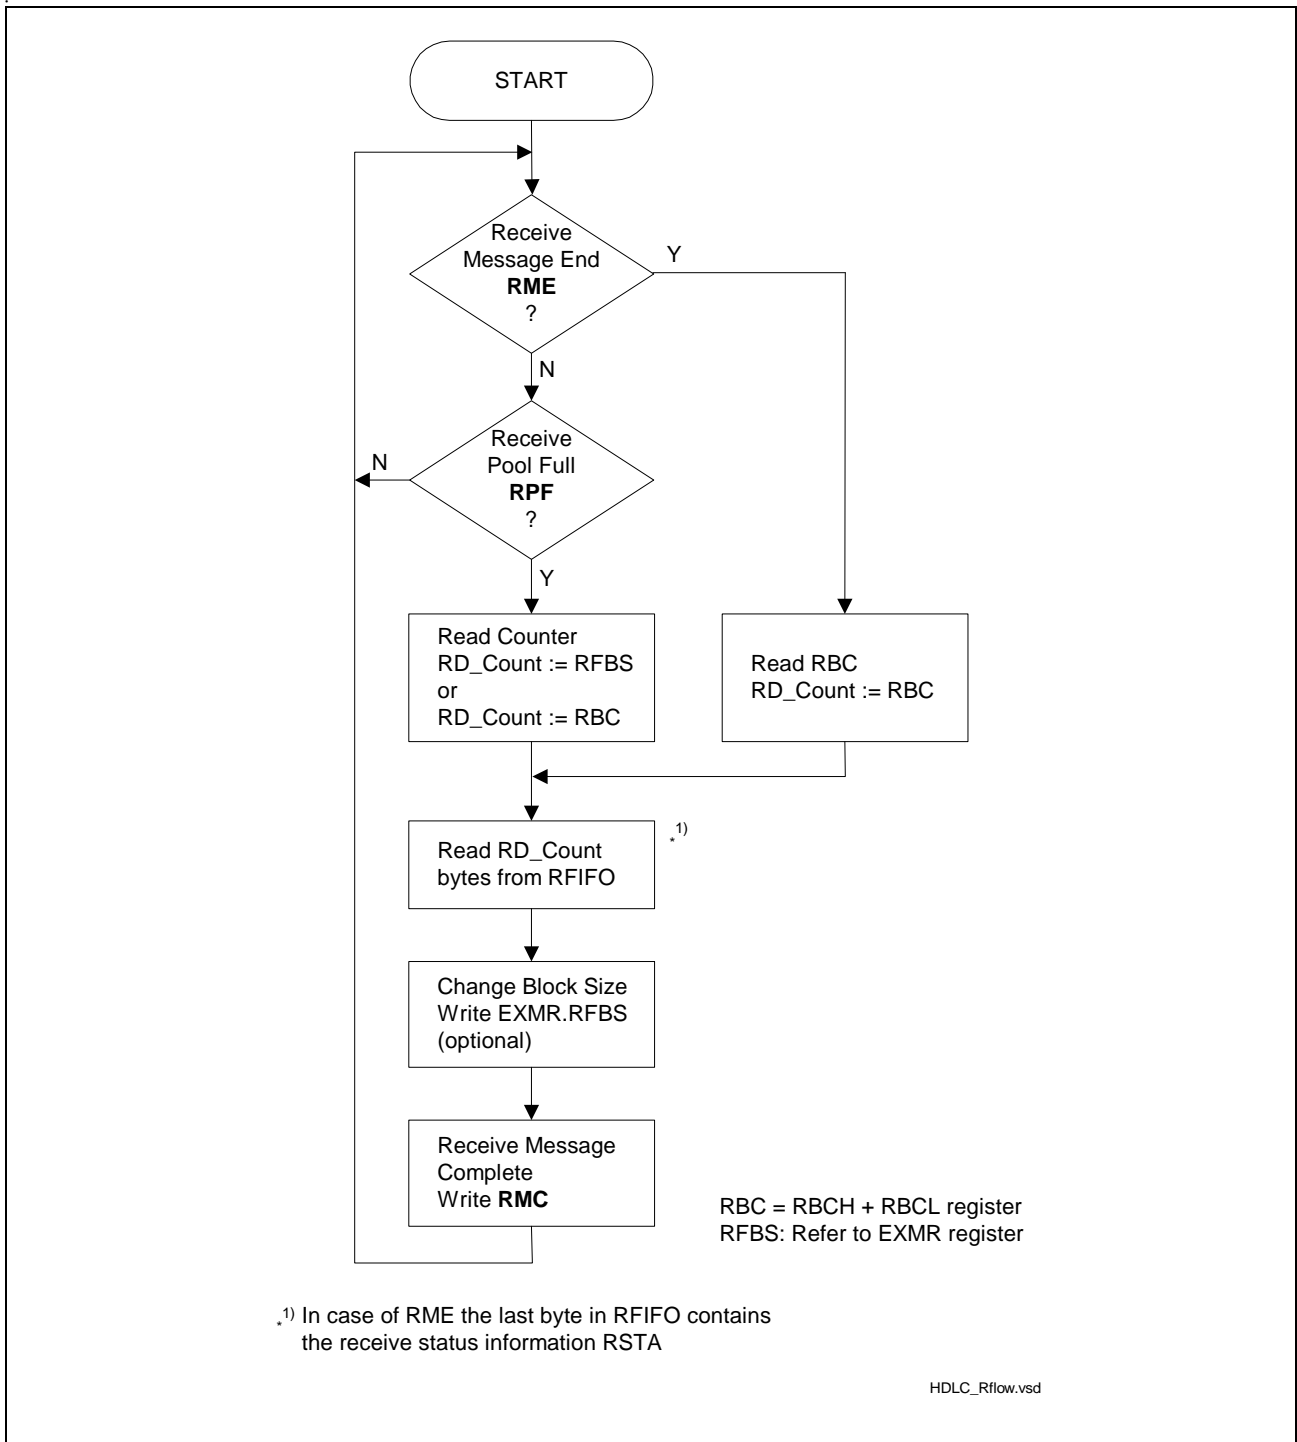 START
Receive
Message End
RME
?
Y
N
Receive
Pool Full
RPF
?
N
Y
Read Counter
RD_Count := RFBS
or
RD_Count := RBC
Read RBC
RD_Count := RBC
Read RD_Count
bytes from RFIFO
*1)
Change Block Size
Write EXMR.RFBS
(optional)
Receive Message
Complete
Write RMC
RBC = RBCH + RBCL register
RFBS: Refer to EXMR register
*1) In case of RME the last byte in RFIFO contains
the receive status information RSTA
HDLC_Rflow.vsd